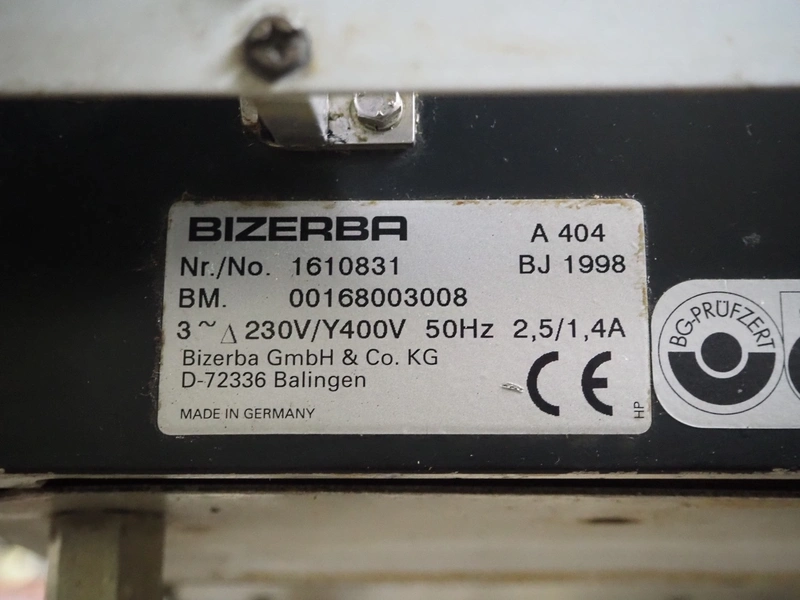 BIZERBA A 404
Nr./No. 1610831 BJ 1998
BM. 00168003008
3~ Δ 230V/Y400V 50Hz 2,5/1,4A
Bizerba GmbH & Co. KG
D-72336 Balingen
CE
MADE IN GERMANY
HP
BG-PRÜFZERT